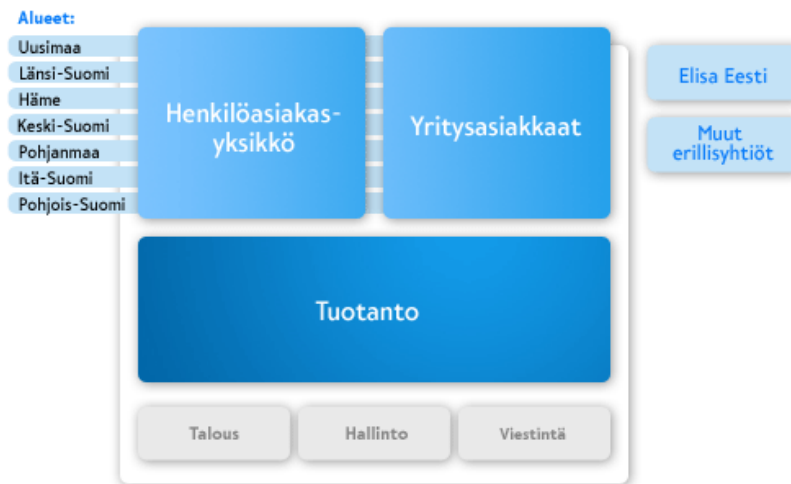 Alueet:
Uusimaa
Länsi-Suomi
Häme
Keski-Suomi
Pohjanmaa
Itä-Suomi
Pohjois-Suomi
Henkilöasiakas-
yksikkö
Yritysasiakkaat
Elisa Eesti
Muut
erillisyhtiöt
Tuotanto
Talous
Hallinto
Viestintä